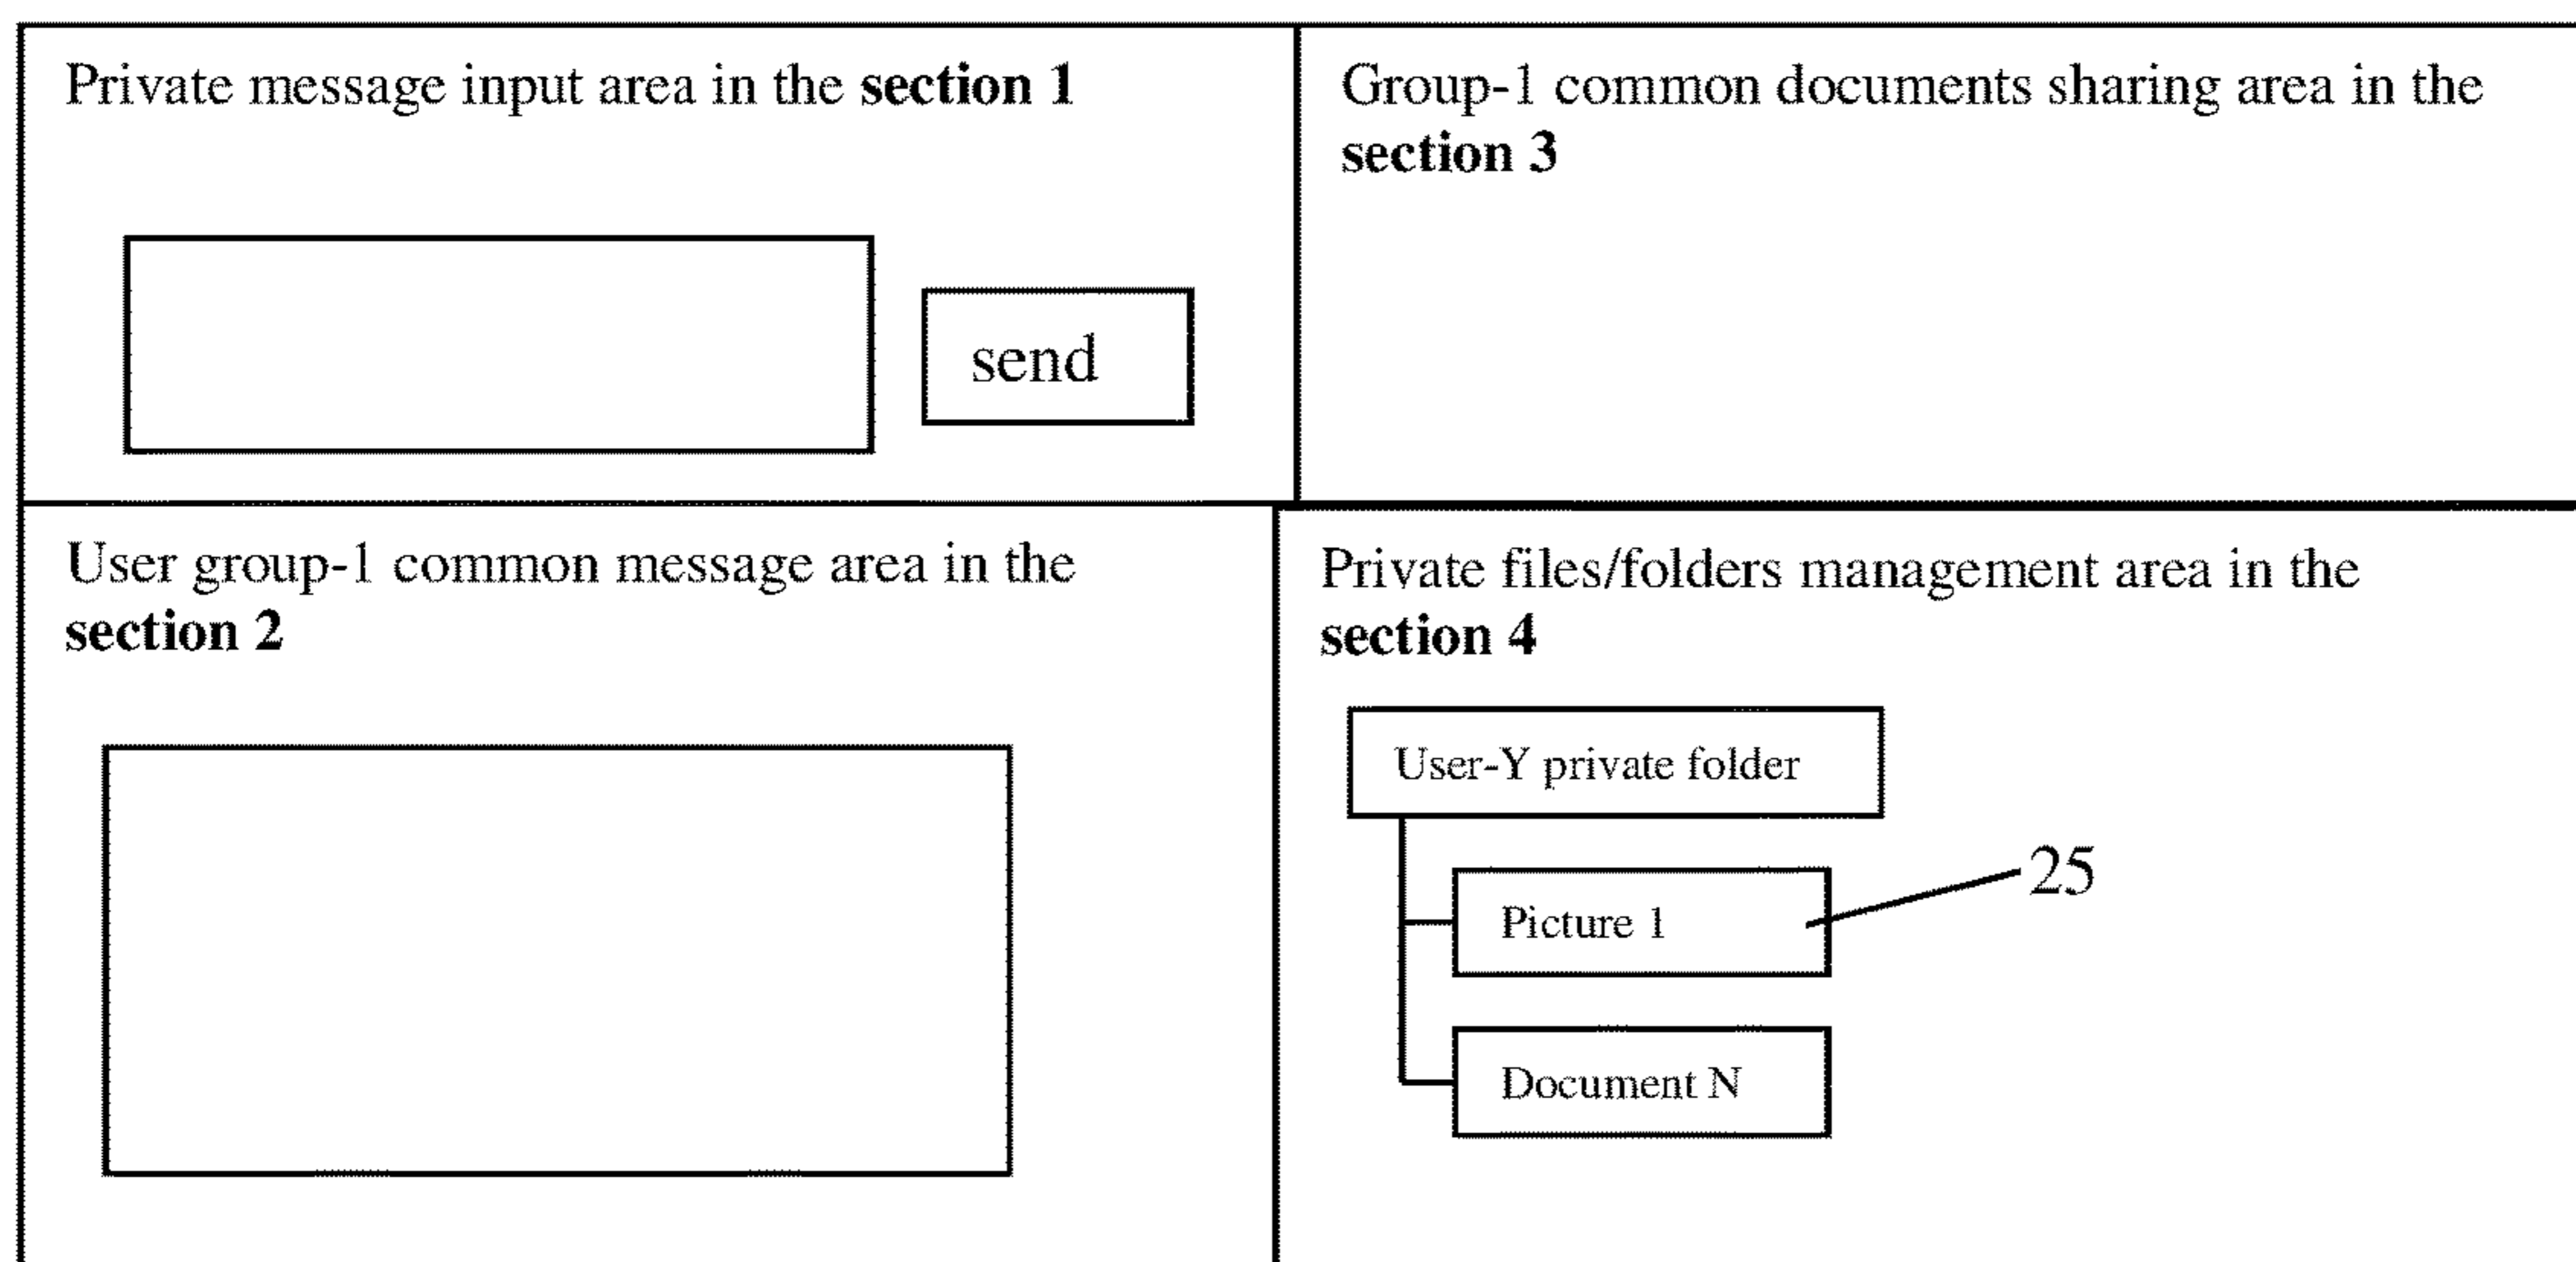 Private message input area in the section 1
send
Group-1 common documents sharing area in the
section 3
User group-1 common message area in the
section 2
Private files/folders management area in the
section 4
User-Y private folder
Picture 1
25
Document N